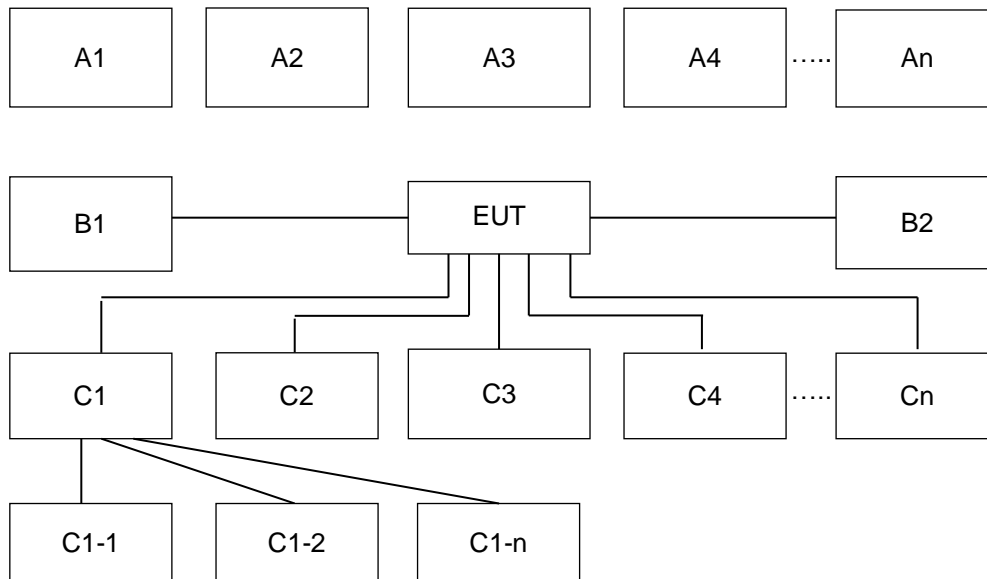 A1 A2 A3 A4 ..... An
B1 EUT B2
C1 C2 C3 C4 ..... Cn
C1-1 C1-2 C1-n